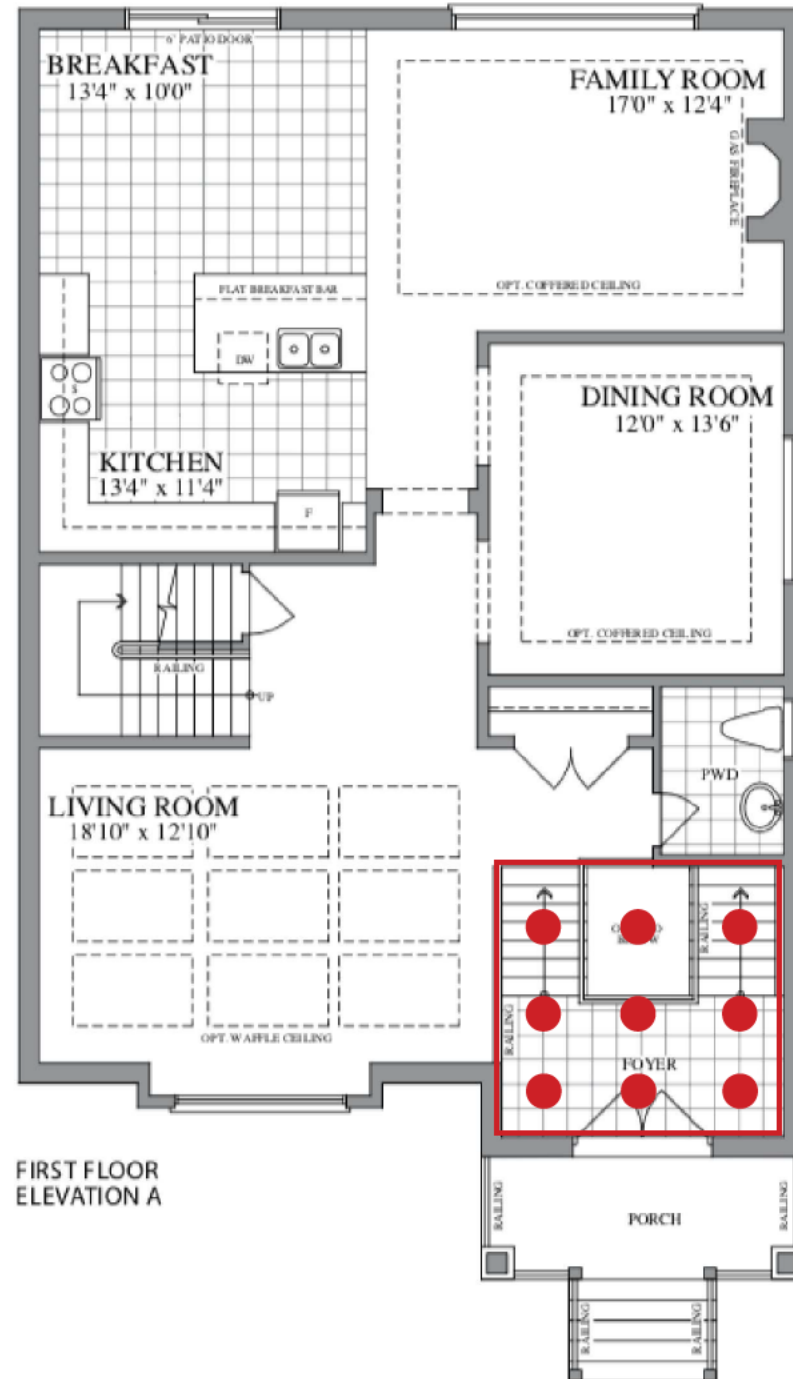 6' PATIO DOOR
BREAKFAST
13'4" x 10'0"
FAMILY ROOM
17'0" x 12'4"
GAS FIREPLACE
FLAT BREAKFAST BAR
OPT. COFFERED CEILING
DW
S
DINING ROOM
12'0" x 13'6"
KITCHEN
13'4" x 11'4"
F
OPT. COFFERED CEILING
RAILING
UP
PWD
LIVING ROOM
18'10" x 12'10"
RAILING
RAILING
OPT. WAFFLE CEILING
FOYER
FIRST FLOOR
ELEVATION A
RAILING
PORCH
RAILING
RAILING
RAILING